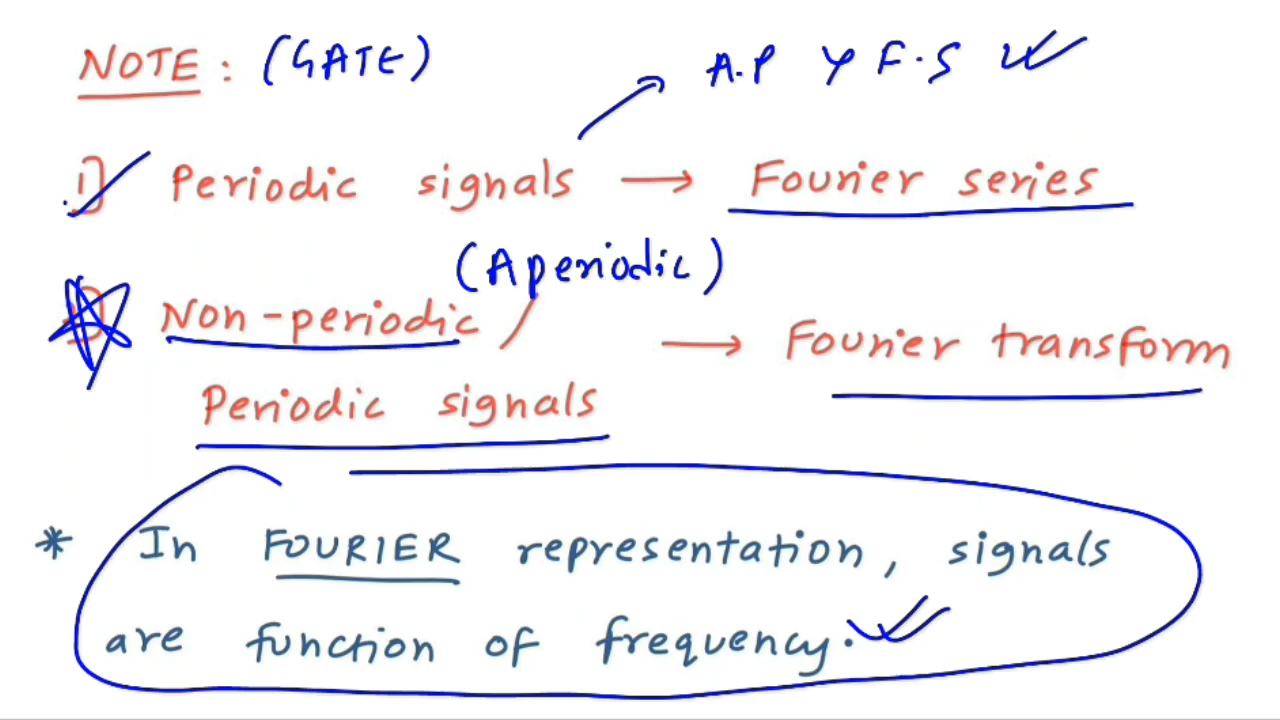 NOTE : (GATE)
A.P Y F.S
1) Periodic signals → Fourier series
(Aperiodic)
Non-periodic /
Periodic signals → Fourier transform
* In FOURIER representation, signals
are function of frequency.